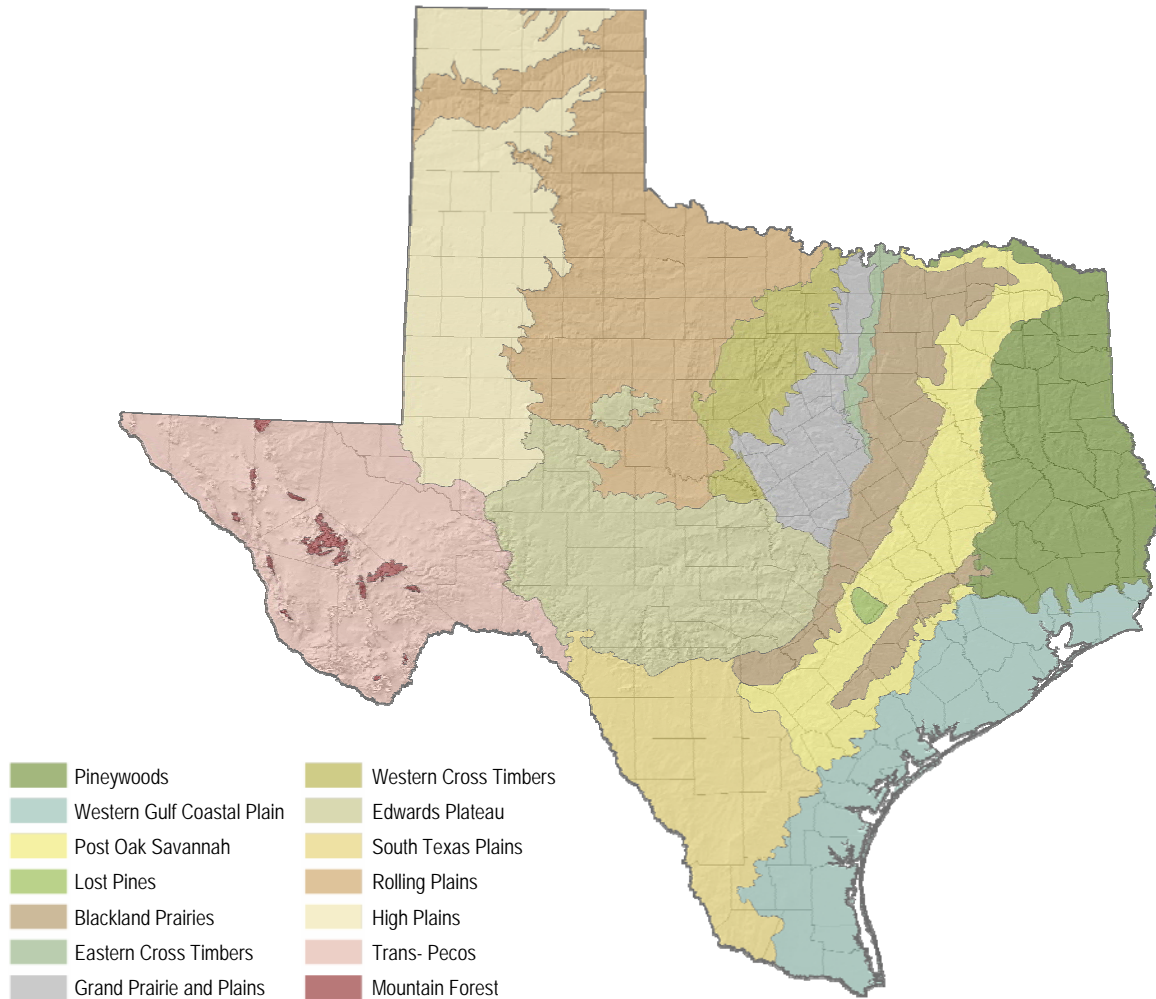 Pineywoods
Western Gulf Coastal Plain
Post Oak Savannah
Lost Pines
Blackland Prairies
Eastern Cross Timbers
Grand Prairie and Plains
Western Cross Timbers
Edwards Plateau
South Texas Plains
Rolling Plains
High Plains
Trans- Pecos
Mountain Forest